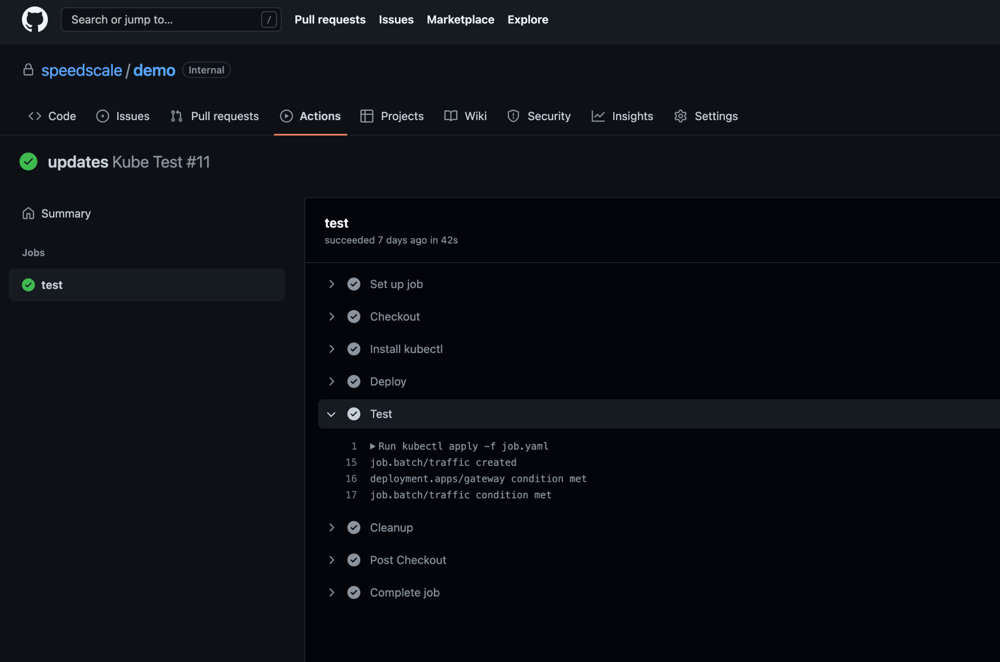 Search or jump to... /
Pull requests Issues Marketplace Explore
speedscale / demo Internal
Code Issues Pull requests Actions Projects Wiki Security Insights Settings
updates Kube Test #11
Summary
Jobs
test
test
succeeded 7 days ago in 42s
Set up job
Checkout
Install kubectl
Deploy
Test
1 Run kubectl apply -f job.yaml
15 job.batch/traffic created
16 deployment.apps/gateway condition met
17 job.batch/traffic condition met
Cleanup
Post Checkout
Complete job